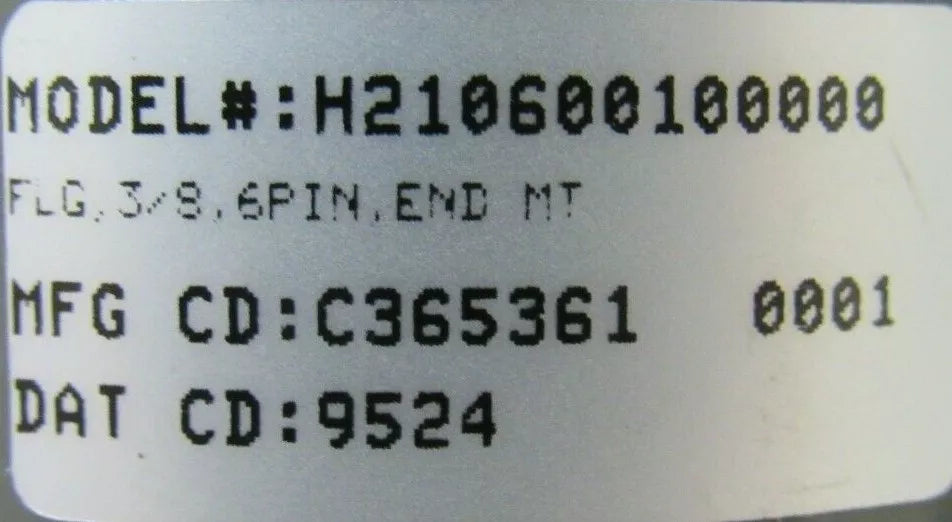 MODEL#:H210600100000
FLG,3/8,6PIN,END MT
MFG CD:C365361 0001
DAT CD:9524